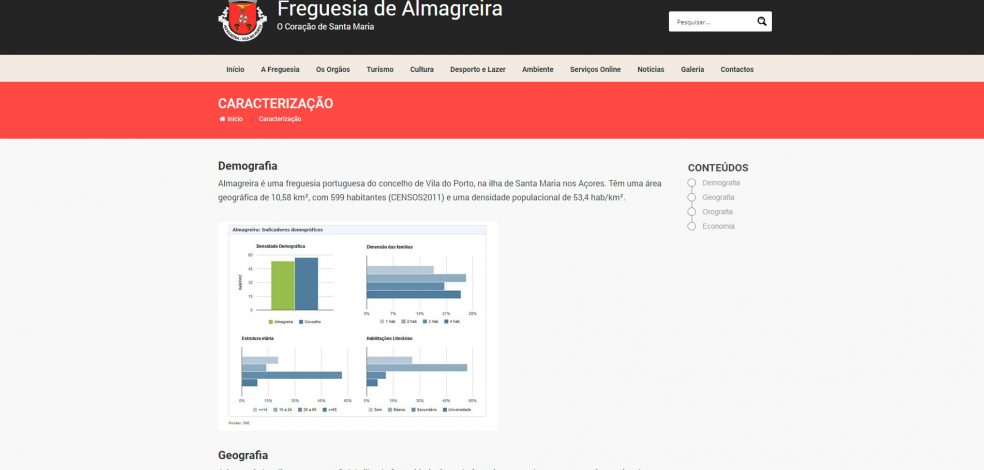 Freguesia de Almagreira
O Coração de Santa Maria
Pesquisar...
Início A Freguesia Os Orgãos Turismo Cultura Desporto e Lazer Ambiente Serviços Online Notícias Galeria Contactos
CARACTERIZAÇÃO
Início / Caracterização
Demografia
Almagreira é uma freguesia portuguesa do concelho de Vila do Porto, na ilha de Santa Maria nos Açores. Têm uma área
geográfica de 10,58 km², com 599 habitantes (CENSOS2011) e uma densidade populacional de 53,4 hab/km².
CONTEÚDOS
Demografia
Geografia
Orografia
Economia
Almagreira: Indicadores demográficos
Densidade Demográfica
60
45
30
15
0
hab/km2
Almagreira Concelho
Dimensão das famílias
0% 7% 14% 21% 28%
1 hab 2 hab 3 hab 4 hab
Estrutura etária
0% 15% 30% 45% 60%
<=14 15 a 24 25 a 65 >=65
Habilitações Literárias
0% 15% 30% 45% 60%
Sem Básico Secundário Universidade
Fonte: INE
Geografia